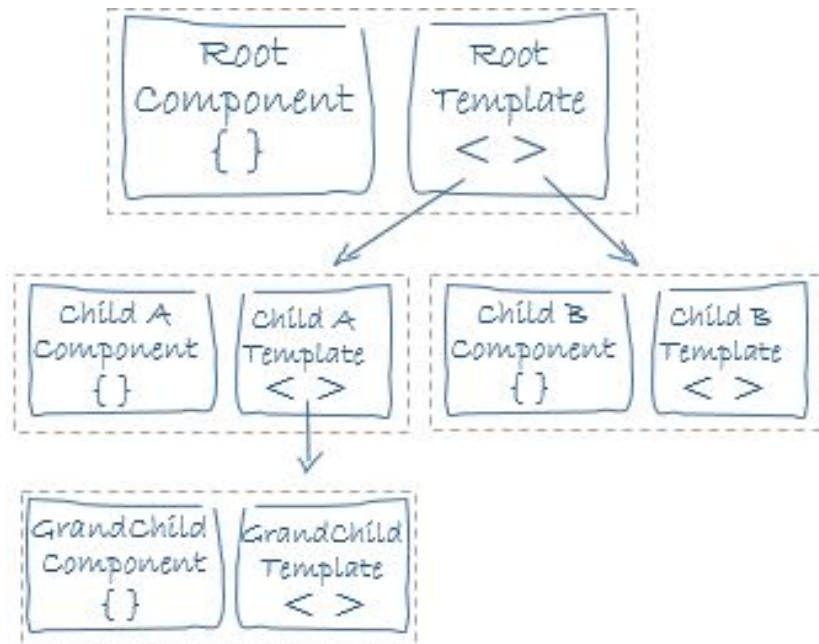 Root
Component
{ }
Root
Template
< >
Child A
Component
{ }
Child A
Template
< >
Child B
Component
{ }
Child B
Template
< >
GrandChild
Component
{ }
GrandChild
Template
< >